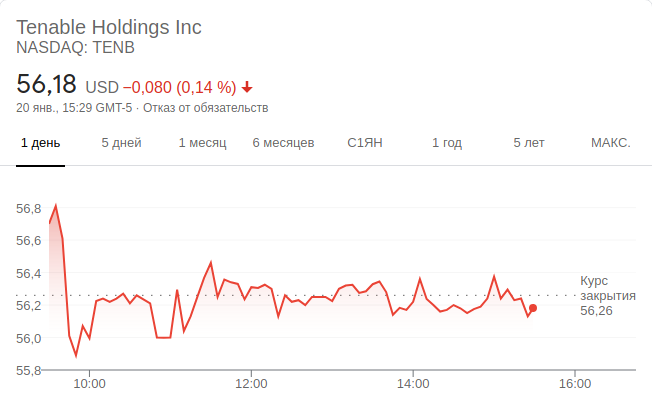 Tenable Holdings Inc
NASDAQ: TENB
56,18 USD −0,080 (0,14 %)
20 янв., 15:29 GMT-5 · Отказ от обязательств
1 день 5 дней 1 месяц 6 месяцев С1ЯН 1 год 5 лет МАКС.
56,8
56,6
56,4
Курс
закрытия
56,26
56,2
56,0
55,8
10:00 12:00 14:00 16:00